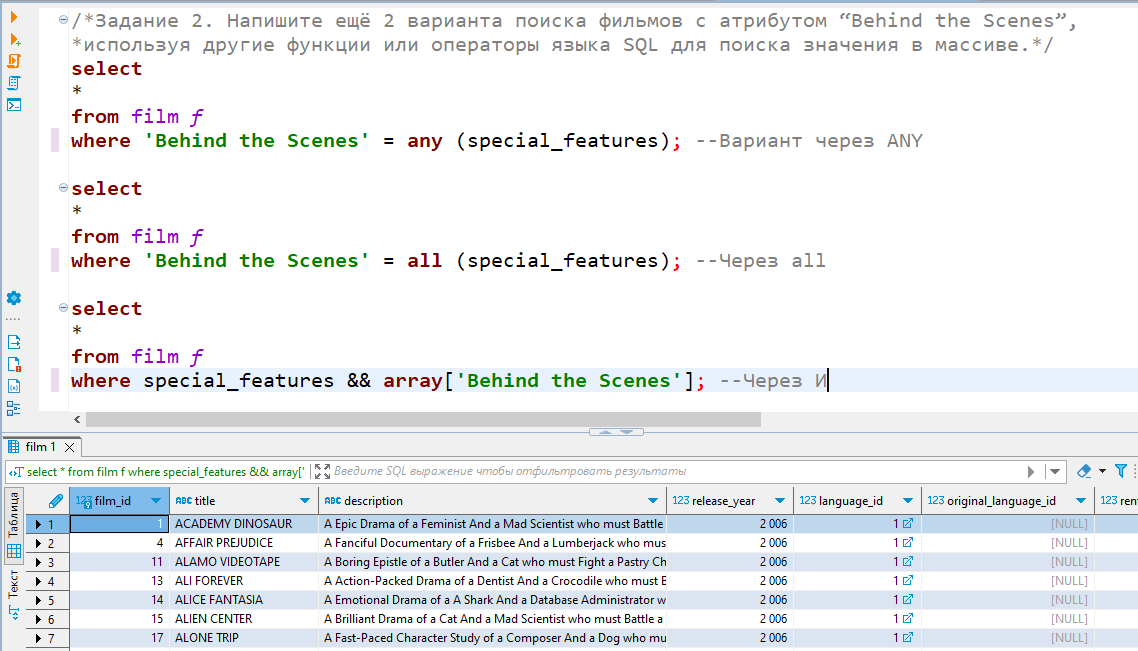 /*Задание 2. Напишите ещё 2 варианта поиска фильмов с атрибутом “Behind the Scenes”,
*используя другие функции или операторы языка SQL для поиска значения в массиве.*/
select
*
from film f
where 'Behind the Scenes' = any (special_features); --Вариант через ANY
select
*
from film f
where 'Behind the Scenes' = all (special_features); --Через all
select
*
from film f
where special_features && array['Behind the Scenes']; --Через И
film 1
select * from film f where special_features && array[' Введите SQL выражение чтобы отфильтровать результаты
Таблица
Текст
123 film_id ABC title ABC description 123 release_year 123 language_id 123 original_language_id 123 ren
1 1 ACADEMY DINOSAUR A Epic Drama of a Feminist And a Mad Scientist who must Battle 2 006 1 [NULL]
2 4 AFFAIR PREJUDICE A Fanciful Documentary of a Frisbee And a Lumberjack who mus 2 006 1 [NULL]
3 11 ALAMO VIDEOTAPE A Boring Epistle of a Butler And a Cat who must Fight a Pastry Ch 2 006 1 [NULL]
4 13 ALI FOREVER A Action-Packed Drama of a Dentist And a Crocodile who must E 2 006 1 [NULL]
5 14 ALICE FANTASIA A Emotional Drama of a A Shark And a Database Administrator w 2 006 1 [NULL]
6 15 ALIEN CENTER A Brilliant Drama of a Cat And a Mad Scientist who must Battle a 2 006 1 [NULL]
7 17 ALONE TRIP A Fast-Paced Character Study of a Composer And a Dog who mu 2 006 1 [NULL]